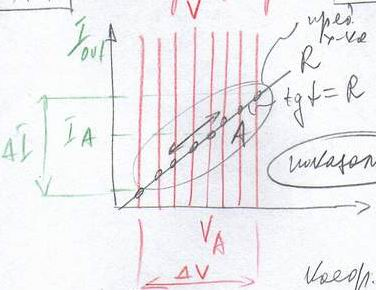 V
I out
пред.
х-ка
R
tg α = R
ΔI
I A
A
V A
ΔV
Коэф.